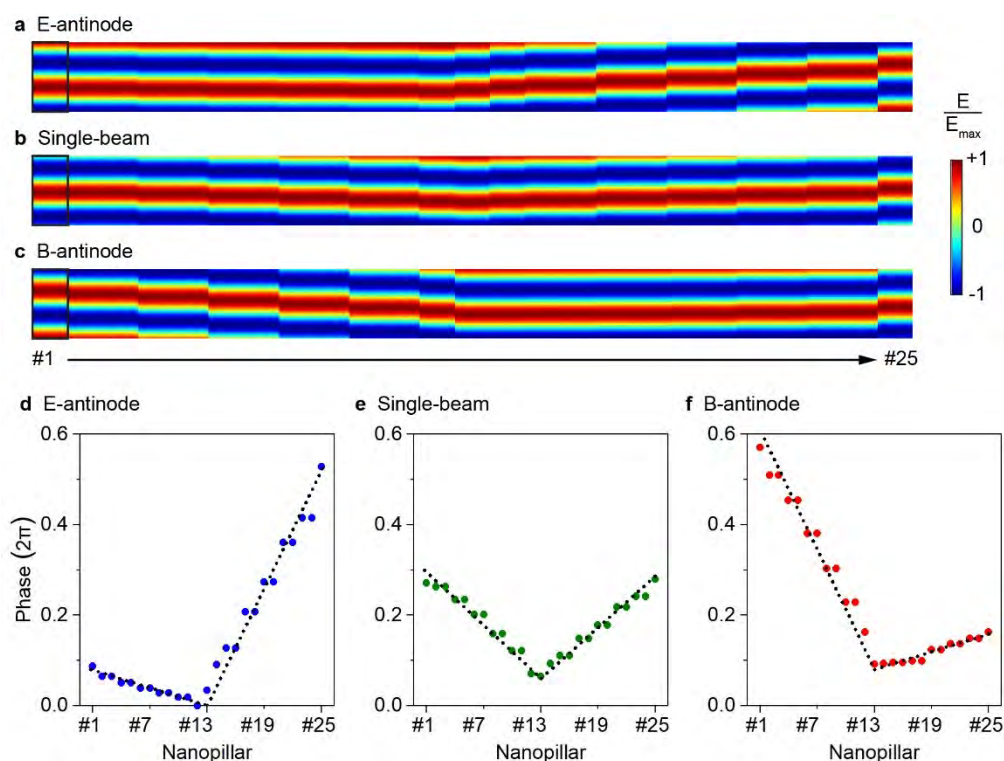 a E-antinode
E
E_max
b Single-beam
+1
0
-1
c B-antinode
#1
#25
d E-antinode
e Single-beam
f B-antinode
Phase (2π)
0.6
0.4
0.2
0.0
#1 #7 #13 #19 #25
Nanopillar
0.6
0.4
0.2
0.0
#1 #7 #13 #19 #25
Nanopillar
0.6
0.4
0.2
0.0
#1 #7 #13 #19 #25
Nanopillar